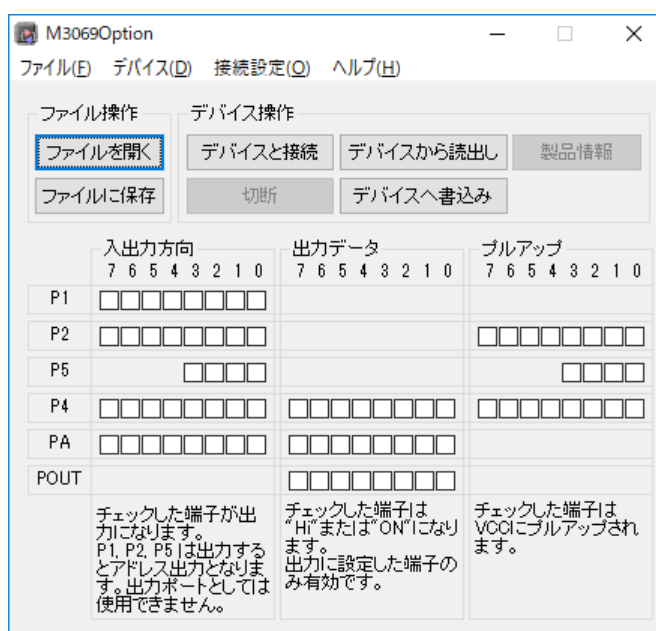 M3069Option
ファイル(F) デバイス(D) 接続設定(O) ヘルプ(H)
ファイル操作 デバイス操作
ファイルを開く デバイスと接続 デバイスから読出し 製品情報
ファイルに保存 切断 デバイスへ書込み
入出力方向 出力データ プルアップ
7 6 5 4 3 2 1 0 7 6 5 4 3 2 1 0 7 6 5 4 3 2 1 0
P1
P2
P5
P4
PA
POUT
チェックした端子が出
力になります。
P1, P2, P5 は出力する
とアドレス出力となりま
す。出力ポートとしては
使用できません。
チェックした端子は
"Hi"または"ON"になり
ます。
出力に設定した端子の
み有効です。
チェックした端子は
VCCにプルアップされ
ます。